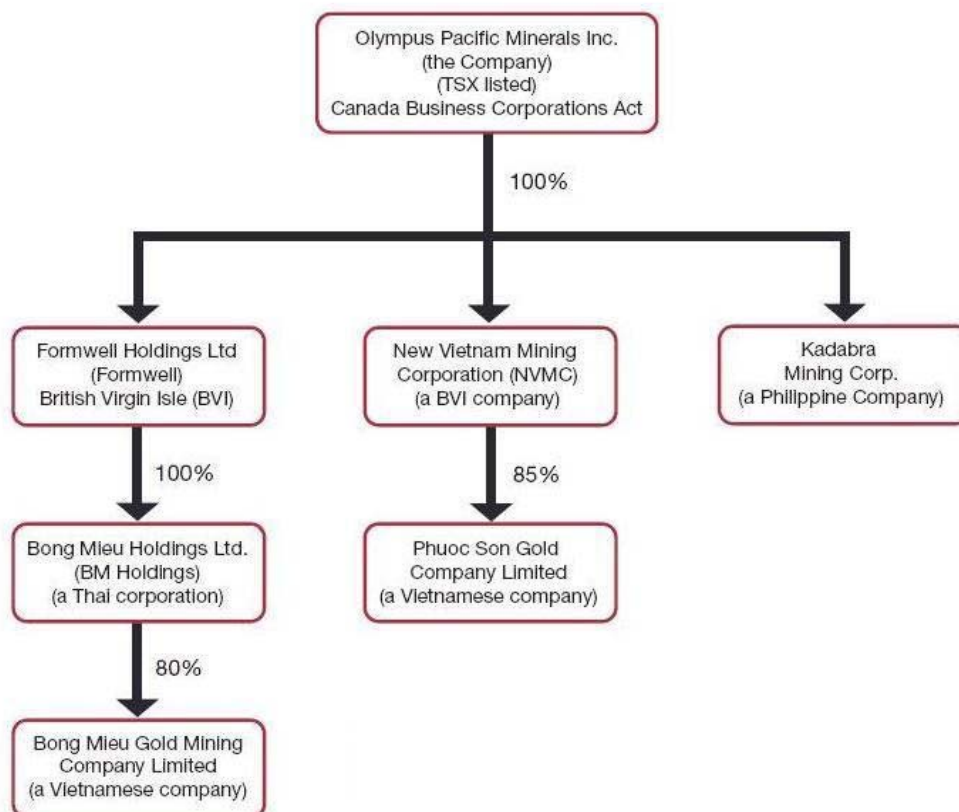 Olympus Pacific Minerals Inc.
(the Company)
(TSX listed)
Canada Business Corporations Act
100%
Formwell Holdings Ltd
(Formwell)
British Virgin Isle (BVI)
New Vietnam Mining
Corporation (NVMC)
(a BVI company)
Kadabra
Mining Corp.
(a Philippine Company)
100%
85%
Bong Mieu Holdings Ltd.
(BM Holdings)
(a Thai corporation)
Phuoc Son Gold
Company Limited
(a Vietnamese company)
80%
Bong Mieu Gold Mining
Company Limited
(a Vietnamese company)